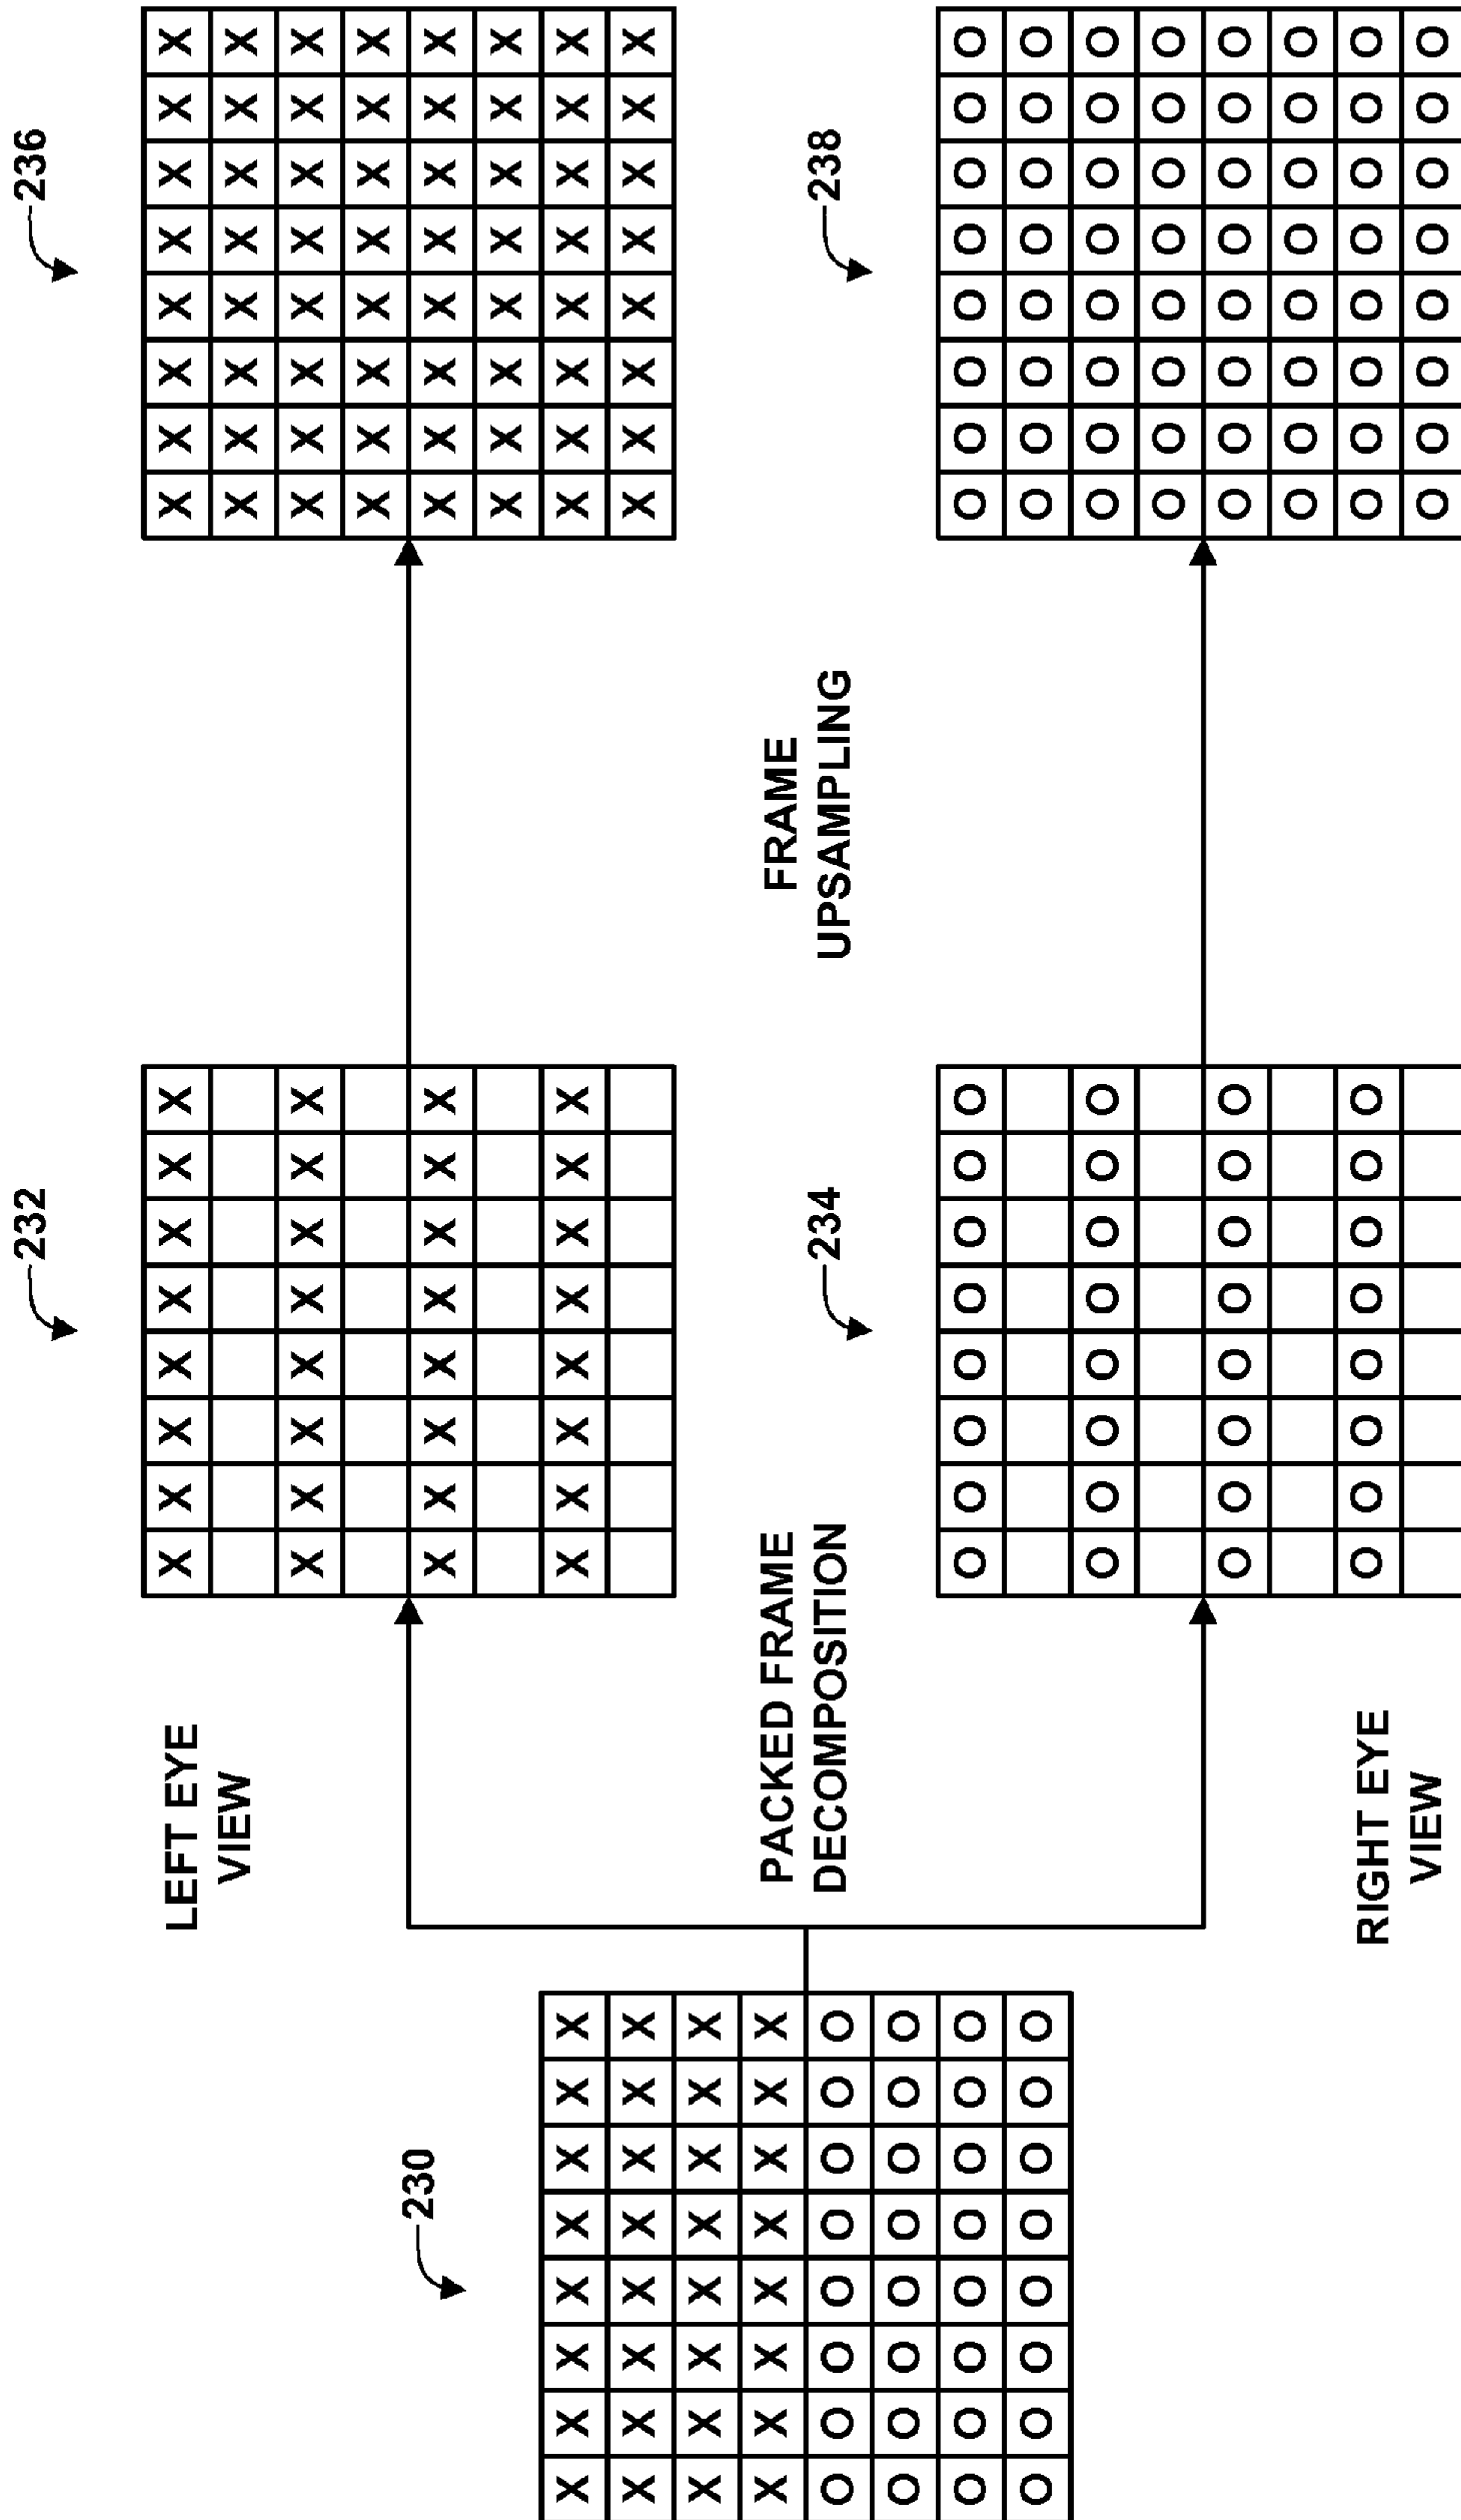 230
X X X X X X X X
X X X X X X X X
X X X X X X X X
X X X X X X X X
O O O O O O O O
O O O O O O O O
O O O O O O O O
O O O O O O O O
LEFT EYE
VIEW
232
X X X X X X X X
X X X X X X X X
X X X X X X X X
X X X X X X X X
236
X X X X X X X X
X X X X X X X X
X X X X X X X X
X X X X X X X X
X X X X X X X X
X X X X X X X X
X X X X X X X X
X X X X X X X X
PACKED FRAME
DECOMPOSITION
FRAME
UPSAMPLING
RIGHT EYE
VIEW
234
O O O O O O O O
O O O O O O O O
O O O O O O O O
O O O O O O O O
238
O O O O O O O O
O O O O O O O O
O O O O O O O O
O O O O O O O O
O O O O O O O O
O O O O O O O O
O O O O O O O O
O O O O O O O O